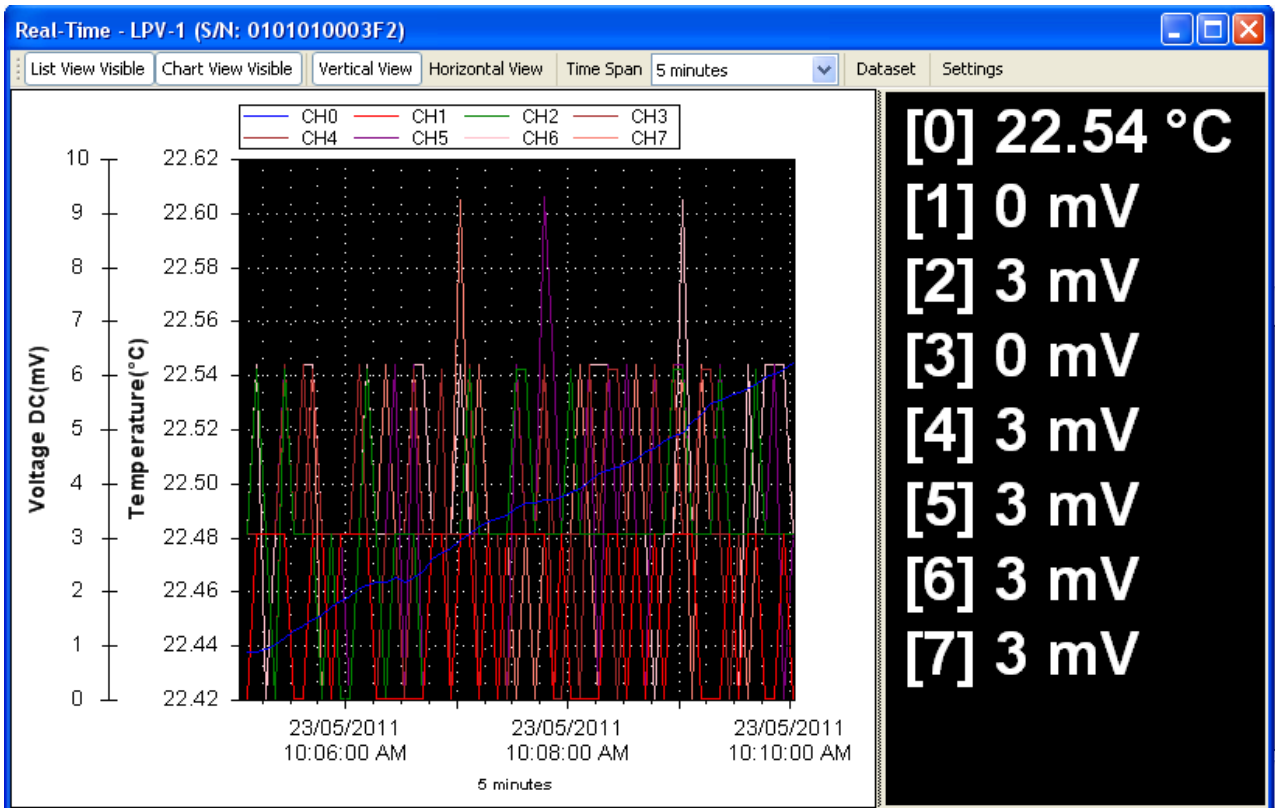 Real-Time - LPV-1 (S/N: 0101010003F2)
List View Visible Chart View Visible Vertical View Horizontal View Time Span 5 minutes Dataset Settings
CH0 CH1 CH2 CH3
CH4 CH5 CH6 CH7
Voltage DC(mV)
10
9
8
7
6
5
4
3
2
1
0
Temperature(°C)
22.62
22.60
22.58
22.56
22.54
22.52
22.50
22.48
22.46
22.44
22.42
23/05/2011 23/05/2011 23/05/2011
10:06:00 AM 10:08:00 AM 10:10:00 AM
5 minutes
[0] 22.54 °C
[1] 0 mV
[2] 3 mV
[3] 0 mV
[4] 3 mV
[5] 3 mV
[6] 3 mV
[7] 3 mV